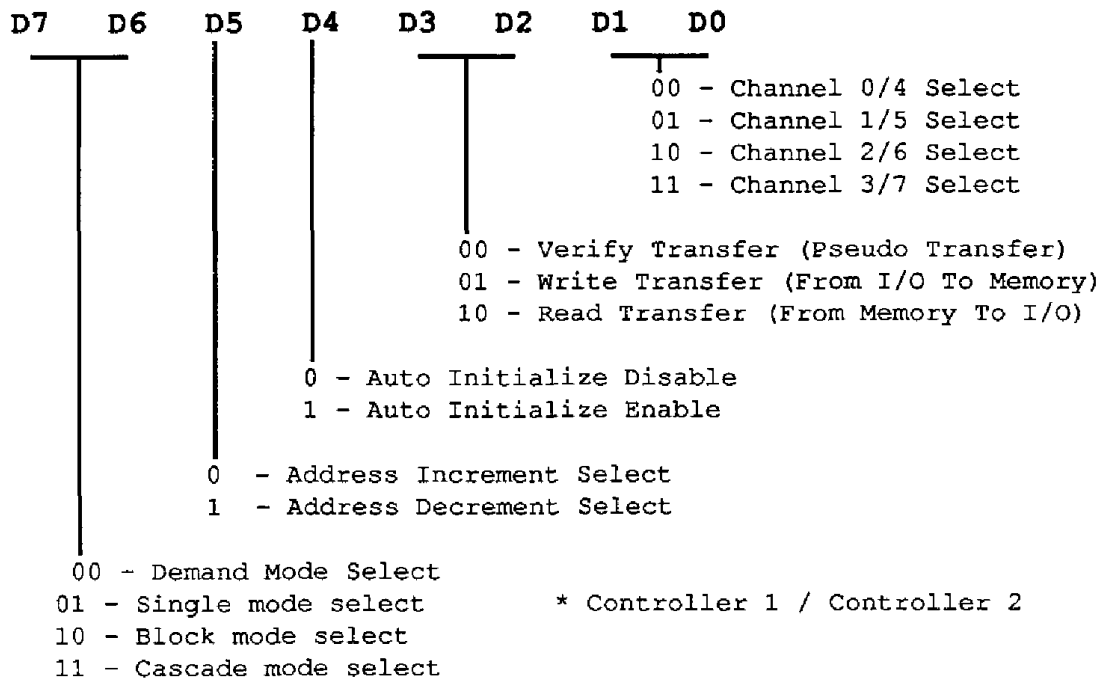 D7 D6 D5 D4 D3 D2 D1 D0
00 - Channel 0/4 Select
01 - Channel 1/5 Select
10 - Channel 2/6 Select
11 - Channel 3/7 Select
00 - Verify Transfer (Pseudo Transfer)
01 - Write Transfer (From I/O To Memory)
10 - Read Transfer (From Memory To I/O)
0 - Auto Initialize Disable
1 - Auto Initialize Enable
0 - Address Increment Select
1 - Address Decrement Select
00 - Demand Mode Select
01 - Single mode select * Controller 1 / Controller 2
10 - Block mode select
11 - Cascade mode select